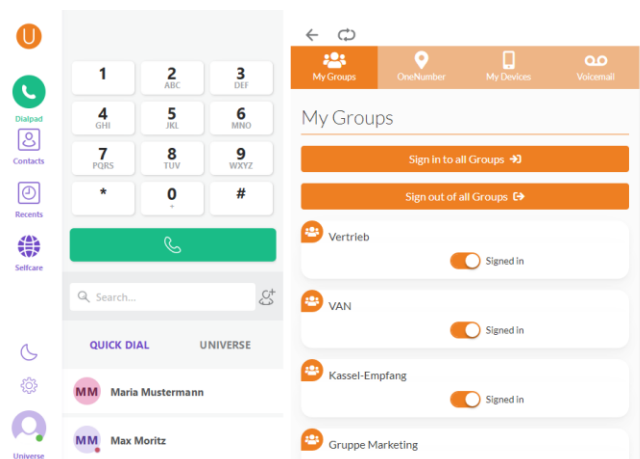 U
Dialpad
Contacts
Recents
Selfcare
Universe
1
2
ABC
3
DEF
4
GHI
5
JKL
6
MNO
7
PQRS
8
TUV
9
WXYZ
*
0
#
Search...
QUICK DIAL
UNIVERSE
MM Maria Mustermann
MM Max Moritz
My Groups
OneNumber
My Devices
Voicemail
My Groups
Sign in to all Groups
Sign out of all Groups
Vertrieb
Signed in
VAN
Signed in
Kassel-Empfang
Signed in
Gruppe Marketing